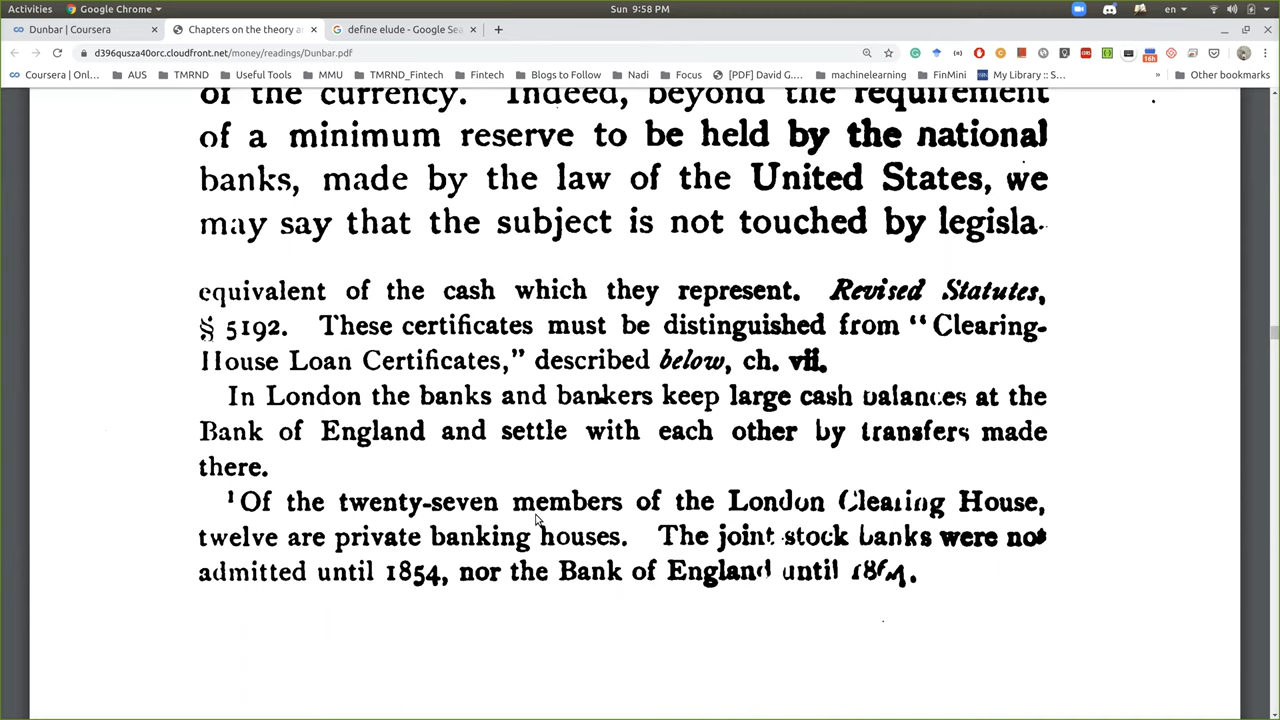 Activities
Google Chrome
Sun 9:58 PM
en
Dunbar | Coursera
Chapters on the theory a
define elude - Google Sea
d396qusza40orc.cloudfront.net/money/readings/Dunbar.pdf
Coursera | Onl…
AUS
TMRND
Useful Tools
MMU
TMRND_Fintech
Fintech
Blogs to Follow
Nadi
Focus
[PDF] David G.…
machinelearning
FinMini
My Library :: S…
»
Other bookmarks
of the currency. Indeed, beyond the requirement
of a minimum reserve to be held by the national
banks, made by the law of the United States, we
may say that the subject is not touched by legisla-
equivalent of the cash which they represent. Revised Statutes,
§ 5192. These certificates must be distinguished from "Clearing-
House Loan Certificates," described below, ch. vii.
In London the banks and bankers keep large cash balances at the
Bank of England and settle with each other by transfers made
there.
¹Of the twenty-seven members of the London Clearing House,
twelve are private banking houses. The joint stock banks were not
admitted until 1854, nor the Bank of England until